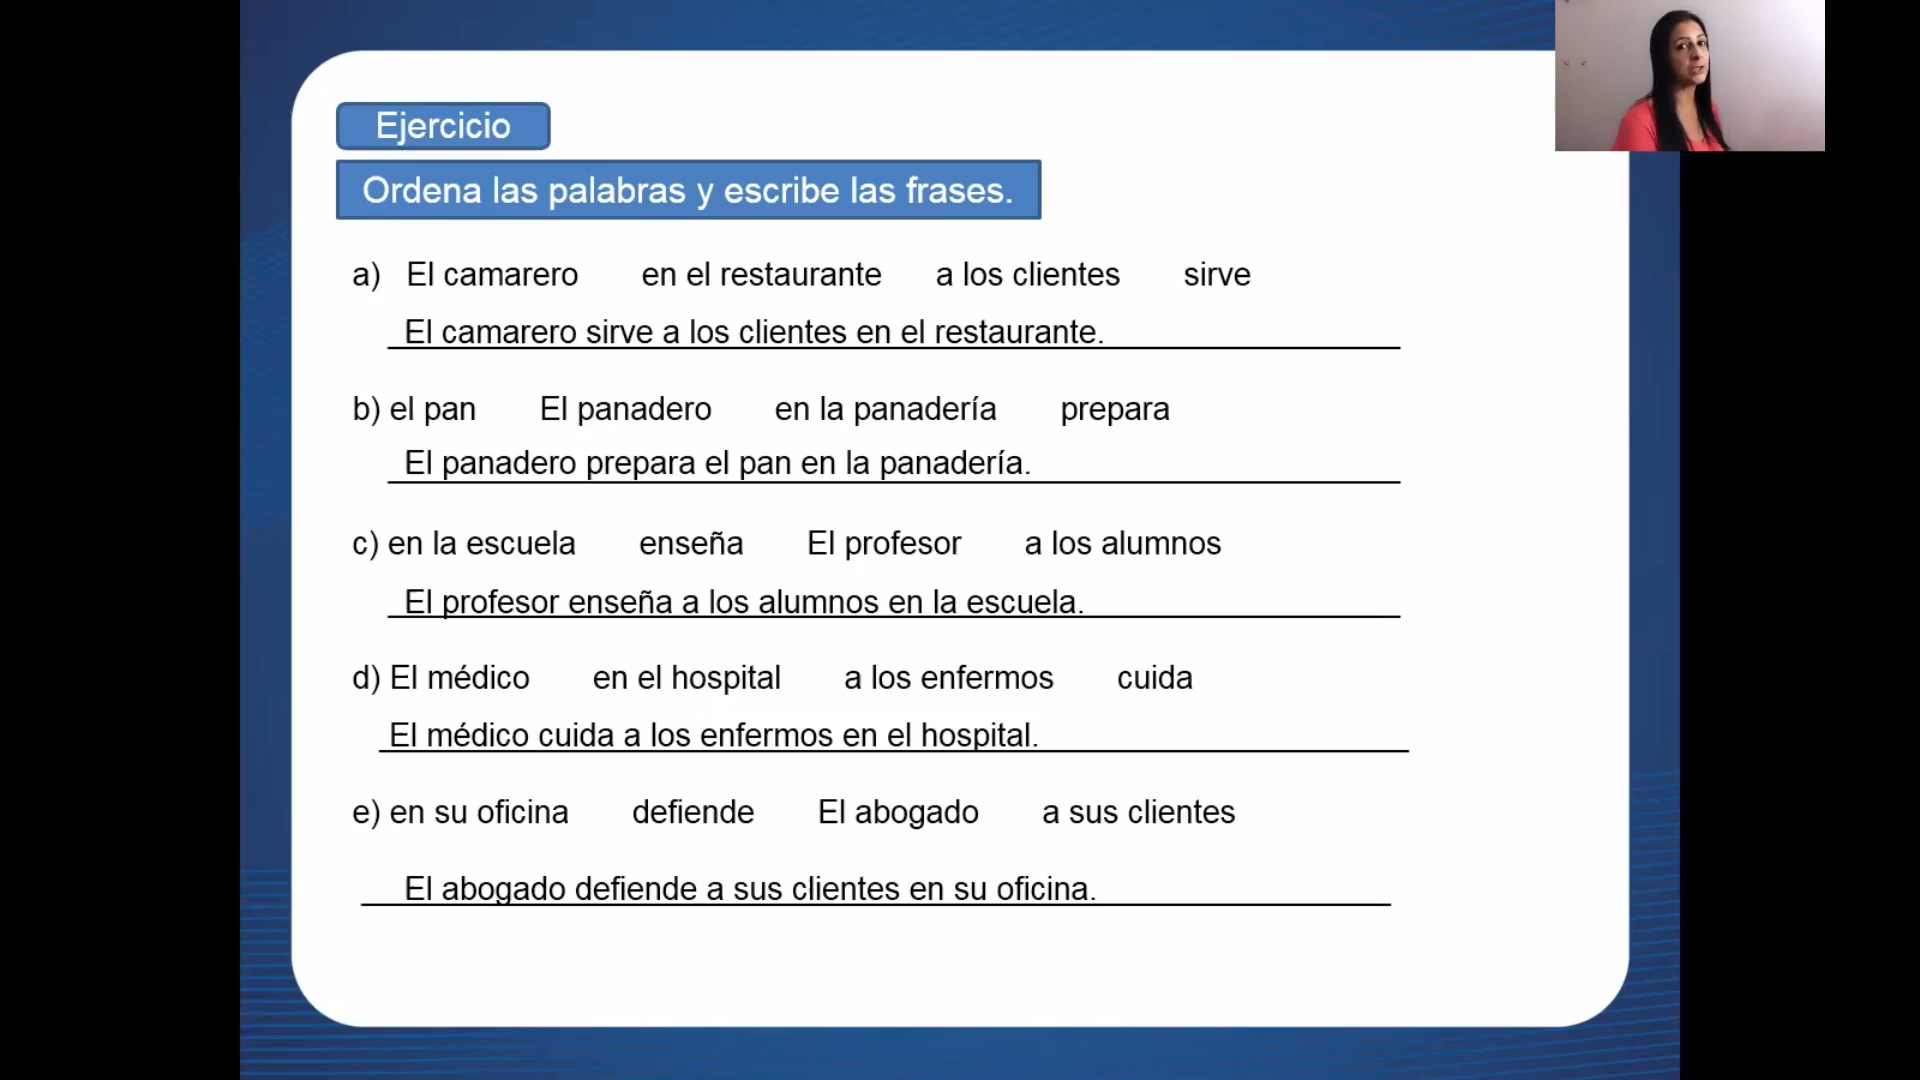 Ejercicio
Ordena las palabras y escribe las frases.
a) El camarero en el restaurante a los clientes sirve
El camarero sirve a los clientes en el restaurante.
b) el pan El panadero en la panadería prepara
El panadero prepara el pan en la panadería.
c) en la escuela enseña El profesor a los alumnos
El profesor enseña a los alumnos en la escuela.
d) El médico en el hospital a los enfermos cuida
El médico cuida a los enfermos en el hospital.
e) en su oficina defiende El abogado a sus clientes
El abogado defiende a sus clientes en su oficina.